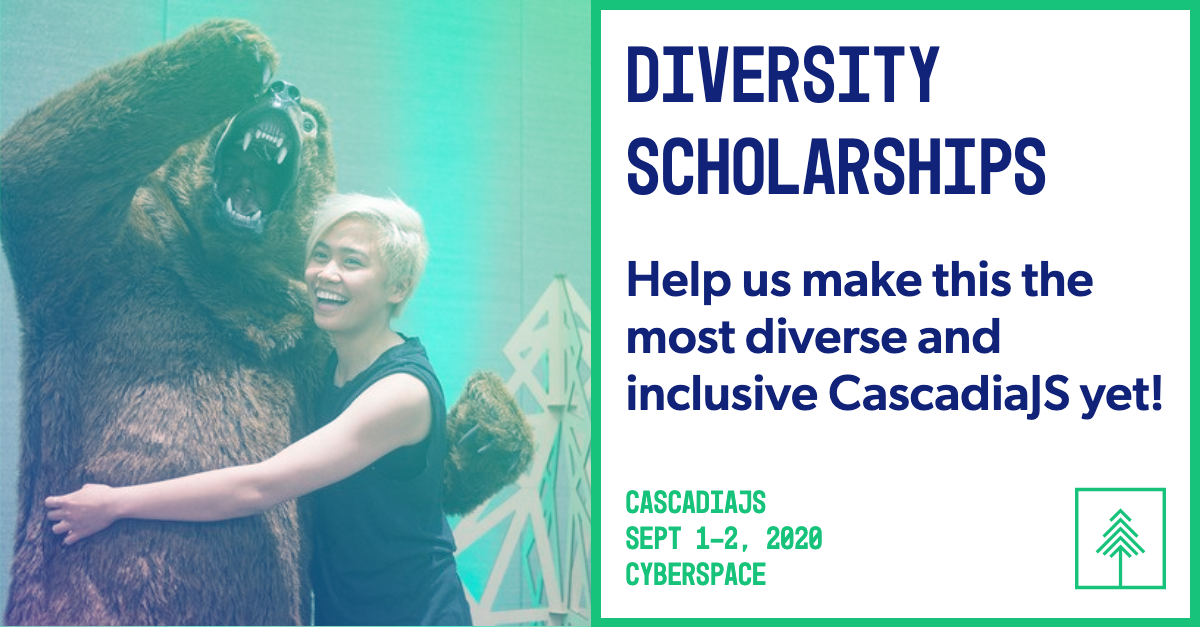 DIVERSITY
SCHOLARSHIPS
Help us make this the
most diverse and
inclusive CascadiaJS yet!
CASCADIAJS
SEPT 1-2, 2020
CYBERSPACE